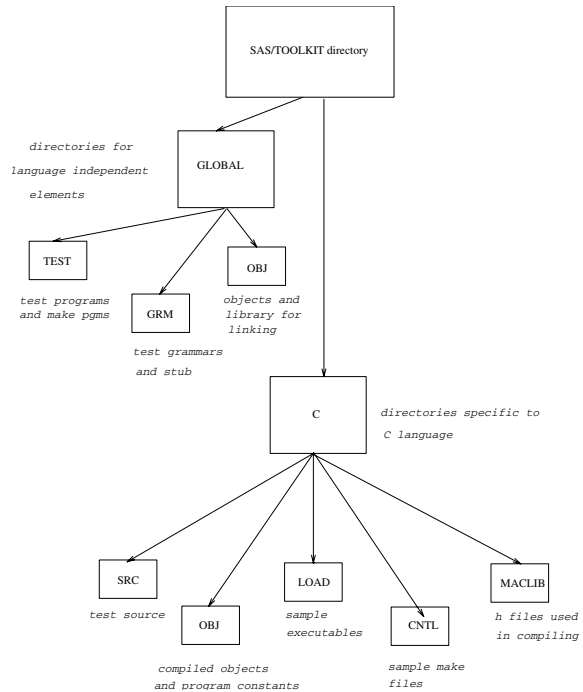 SAS/TOOLKIT directory
directories for
language independent
elements
GLOBAL
TEST
test programs
and make pgms
GRM
test grammars
and stub
OBJ
objects and
library for
linking
C
directories specific to
C language
SRC
test source
OBJ
compiled objects
and program constants
LOAD
sample
executables
CNTL
sample make
files
MACLIB
h files used
in compiling